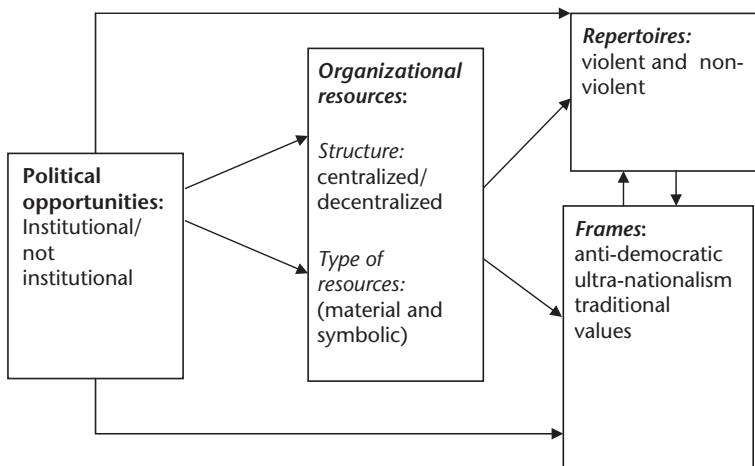 Political
opportunities:
Institutional/
not
institutional
Organizational
resources:
Structure:
centralized/
decentralized
Type of
resources:
(material and
symbolic)
Repertoires:
violent and non-
violent
Frames:
anti-democratic
ultra-nationalism
traditional
values